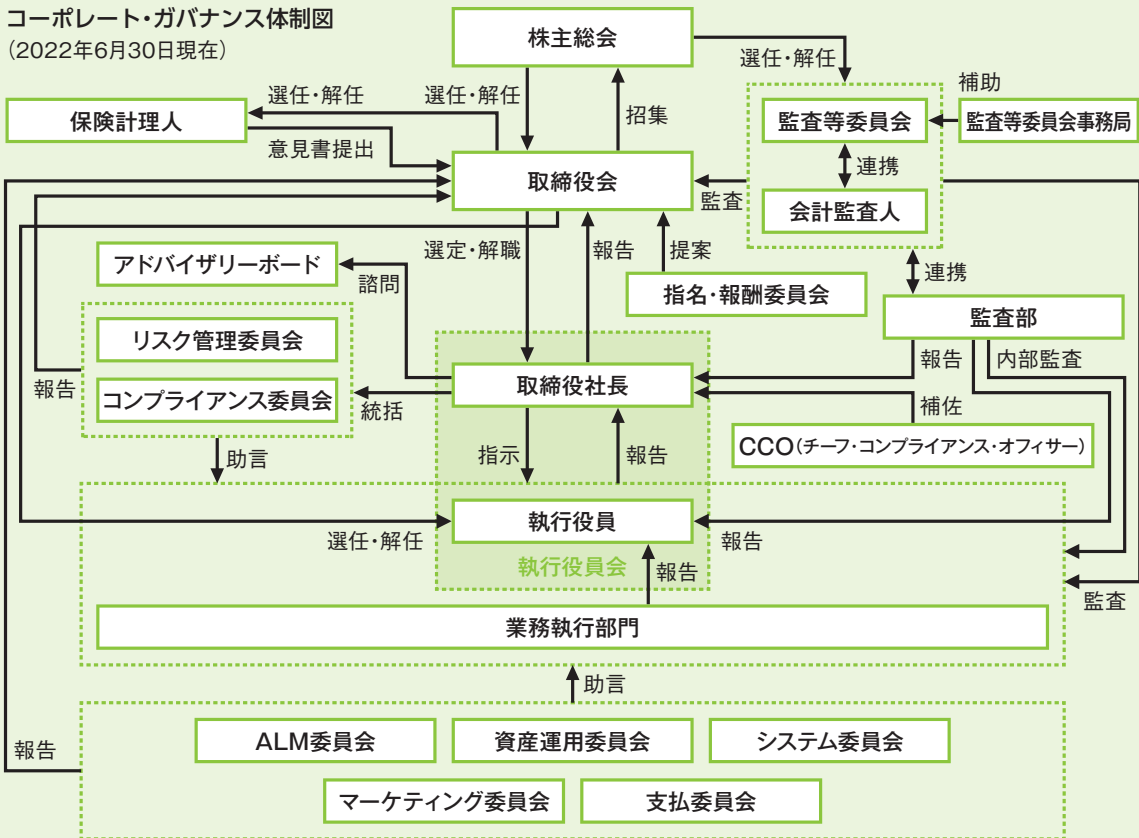 コーポレート・ガバナンス体制図
（2022年6月30日現在）
株主総会
選任・解任
選任・解任
選任・解任
招集
補助
保険計理人
監査等委員会
監査等委員会事務局
意見書提出
連携
取締役会
監査
会計監査人
選定・解職
報告
提案
アドバイザリーボード
諮問
連携
指名・報酬委員会
監査部
リスク管理委員会
報告
内部監査
報告
コンプライアンス委員会
統括
取締役社長
補佐
CCO（チーフ・コンプライアンス・オフィサー）
助言
指示
報告
執行役員
選任・解任
報告
執行役員会
報告
監査
業務執行部門
助言
報告
ALM委員会
資産運用委員会
システム委員会
マーケティング委員会
支払委員会